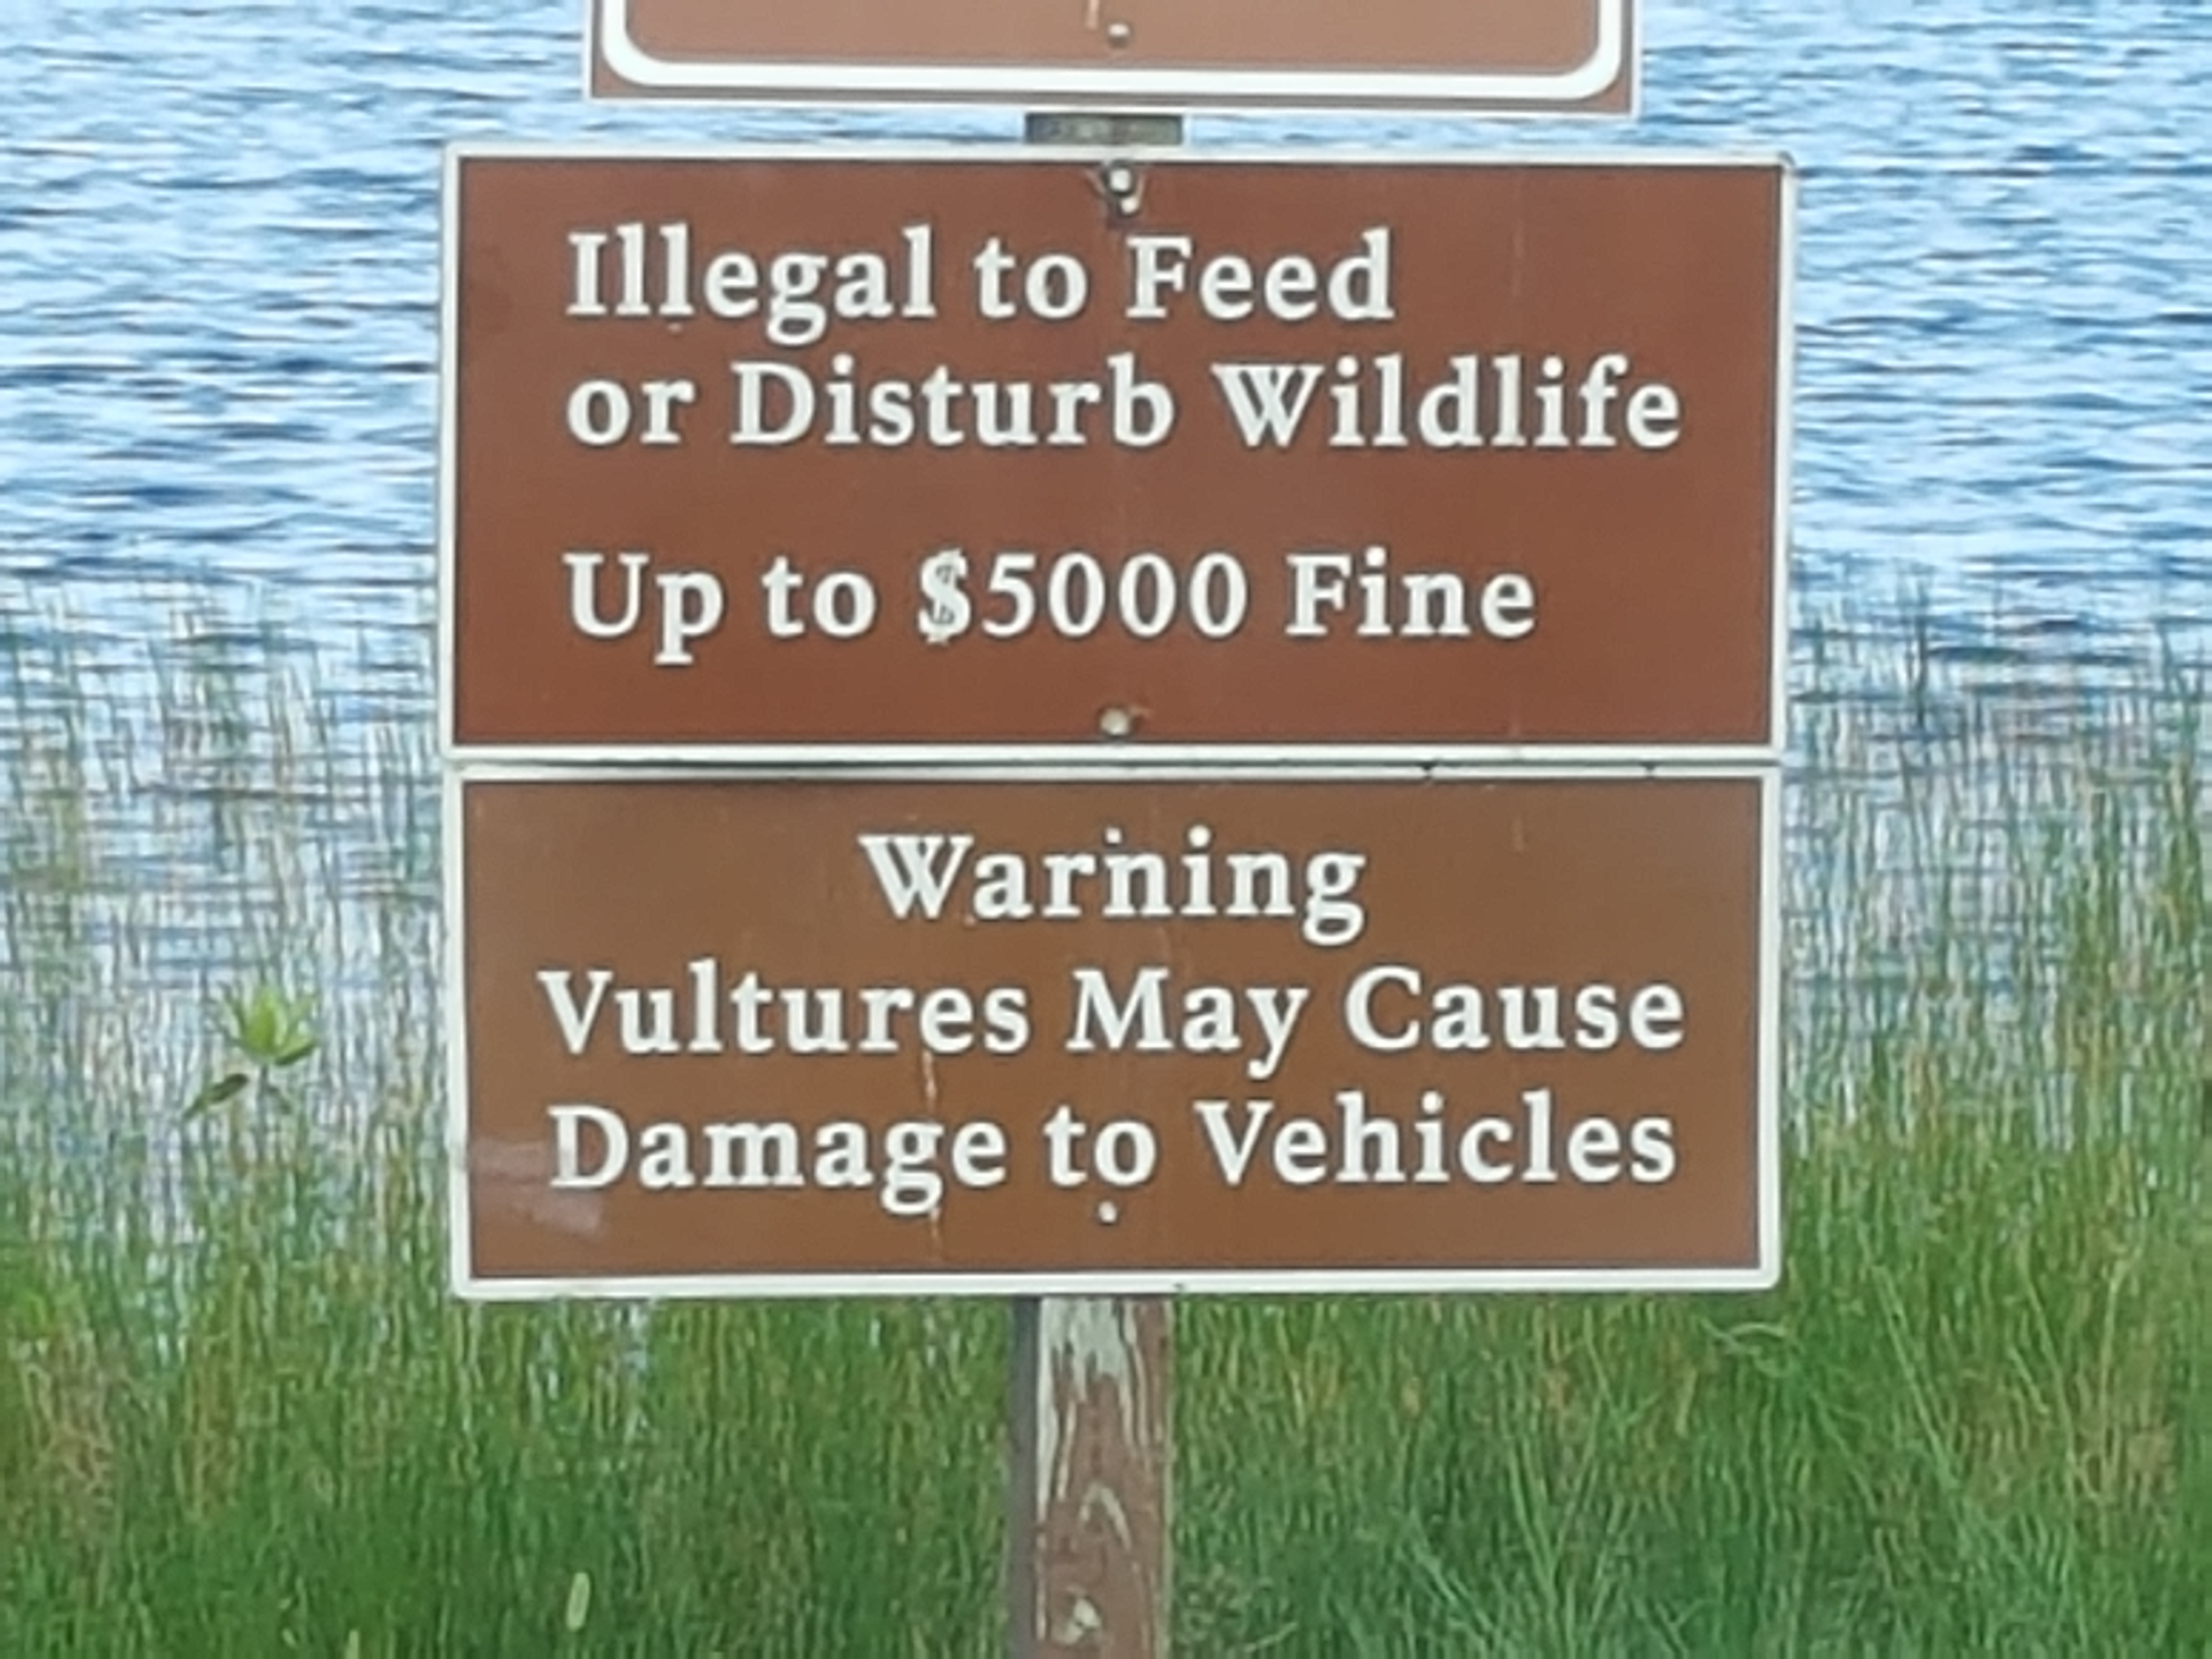 Illegal to Feed
or Disturb Wildlife
Up to $5000 Fine
Warning
Vultures May Cause
Damage to Vehicles